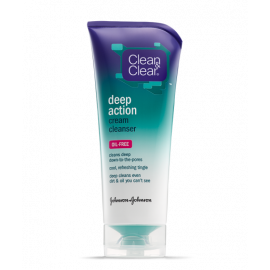 Clean &
Clear®
deep
action
cream
cleanser
OIL-FREE
cleans deep
down to the pores
cool, refreshing tingle
deep cleans even
dirt & oil you can't see
Johnson & Johnson